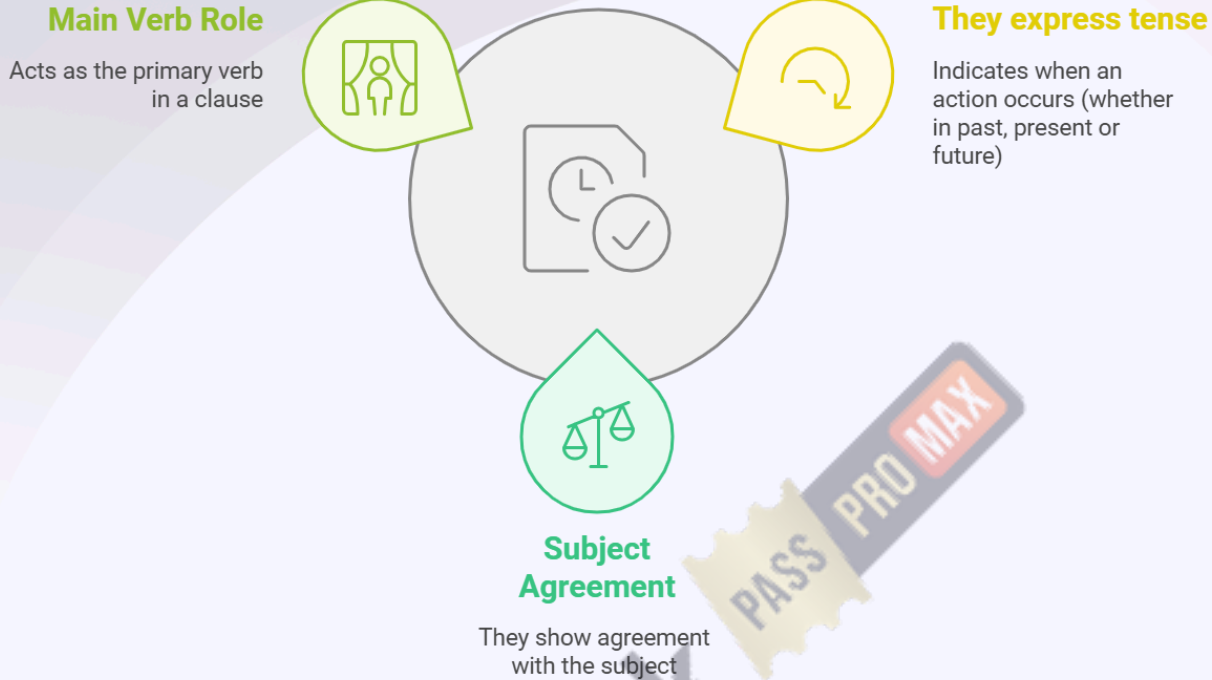 Main Verb Role
Acts as the primary verb
in a clause
They express tense
Indicates when an
action occurs (whether
in past, present or
future)
Subject
Agreement
They show agreement
with the subject
PASS
PRO
MAX